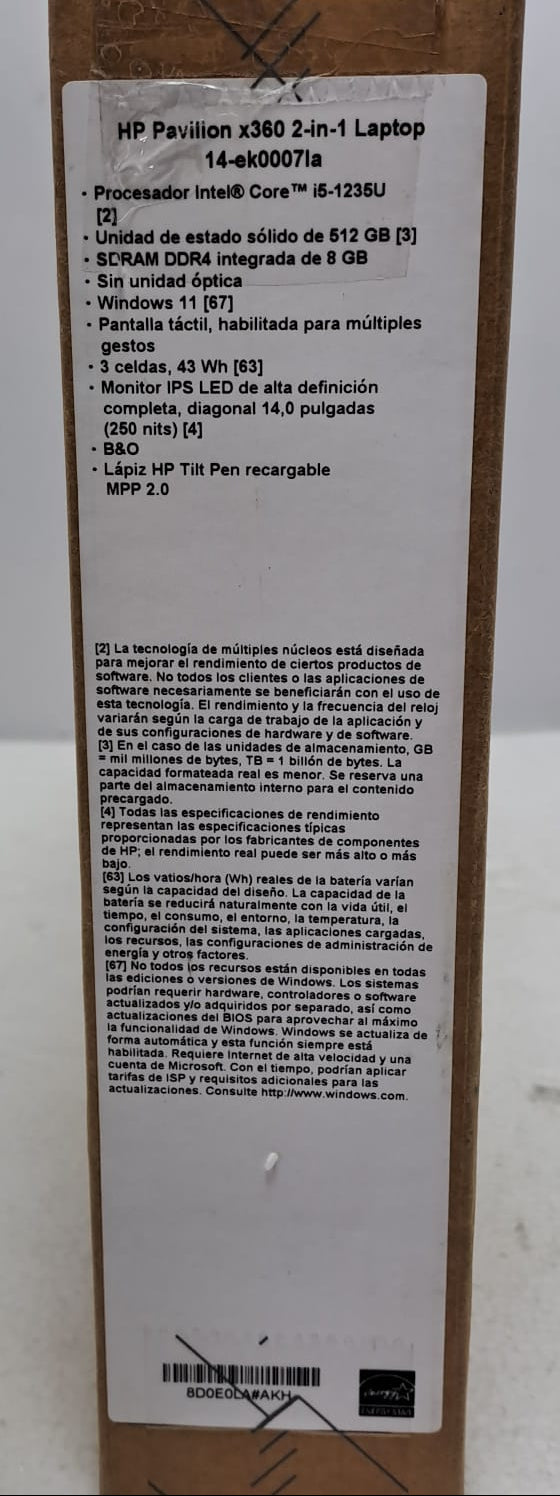 HP Pavilion x360 2-in-1 Laptop
14-ek0007la
• Procesador Intel® Core™ i5-1235U
[2]
• Unidad de estado sólido de 512 GB [3]
• SDRAM DDR4 integrada de 8 GB
• Sin unidad óptica
• Windows 11 [67]
• Pantalla táctil, habilitada para múltiples
gestos
• 3 celdas, 43 Wh [63]
• Monitor IPS LED de alta definición
completa, diagonal 14,0 pulgadas
(250 nits) [4]
• B&O
• Lápiz HP Tilt Pen recargable
MPP 2.0
[2] La tecnología de múltiples núcleos está diseñada
para mejorar el rendimiento de ciertos productos de
software. No todos los clientes o las aplicaciones de
software necesariamente se beneficiarán con el uso de
esta tecnología. El rendimiento y la frecuencia del reloj
variarán según la carga de trabajo de la aplicación y
de sus configuraciones de hardware y de software.
[3] En el caso de las unidades de almacenamiento, GB
= mil millones de bytes, TB = 1 billón de bytes. La
capacidad formateada real es menor. Se reserva una
parte del almacenamiento interno para el contenido
precargado.
[4] Todas las especificaciones de rendimiento
representan las especificaciones típicas
proporcionadas por los fabricantes de componentes
de HP; el rendimiento real puede ser más alto o más
bajo.
[63] Los vatios/hora (Wh) reales de la batería varían
según la capacidad del diseño. La capacidad de la
batería se reducirá naturalmente con la vida útil, el
tiempo, el consumo, el entorno, la temperatura, la
configuración del sistema, las aplicaciones cargadas,
los recursos, las configuraciones de administración de
energía y otros factores.
[67] No todos los recursos están disponibles en todas
las ediciones o versiones de Windows. Los sistemas
podrían requerir hardware, controladores o software
actualizados y/o adquiridos por separado, así como
actualizaciones del BIOS para aprovechar al máximo
la funcionalidad de Windows. Windows se actualiza de
forma automática y esta función siempre está
habilitada. Requiere Internet de alta velocidad y una
cuenta de Microsoft. Con el tiempo, podrían aplicar
tarifas de ISP y requisitos adicionales para las
actualizaciones. Consulte http://www.windows.com.
8D0E0LA#AKH
ENERGY STAR